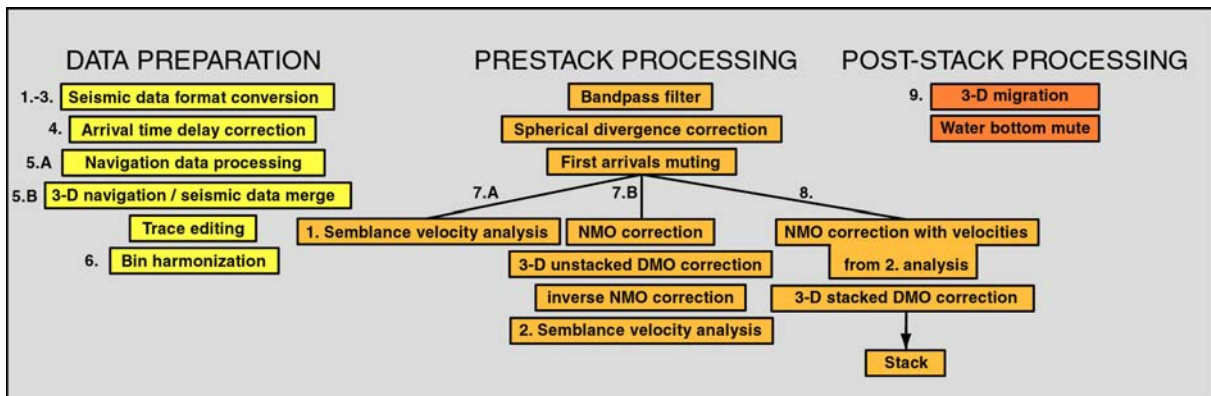 DATA PREPARATION
1.-3. Seismic data format conversion
4. Arrival time delay correction
5.A Navigation data processing
5.B 3-D navigation / seismic data merge
Trace editing
6. Bin harmonization
PRESTACK PROCESSING
Bandpass filter
Spherical divergence correction
First arrivals muting
7.A
1. Semblance velocity analysis
7.B
NMO correction
3-D unstacked DMO correction
inverse NMO correction
2. Semblance velocity analysis
8.
NMO correction with velocities
from 2. analysis
3-D stacked DMO correction
Stack
POST-STACK PROCESSING
9. 3-D migration
Water bottom mute